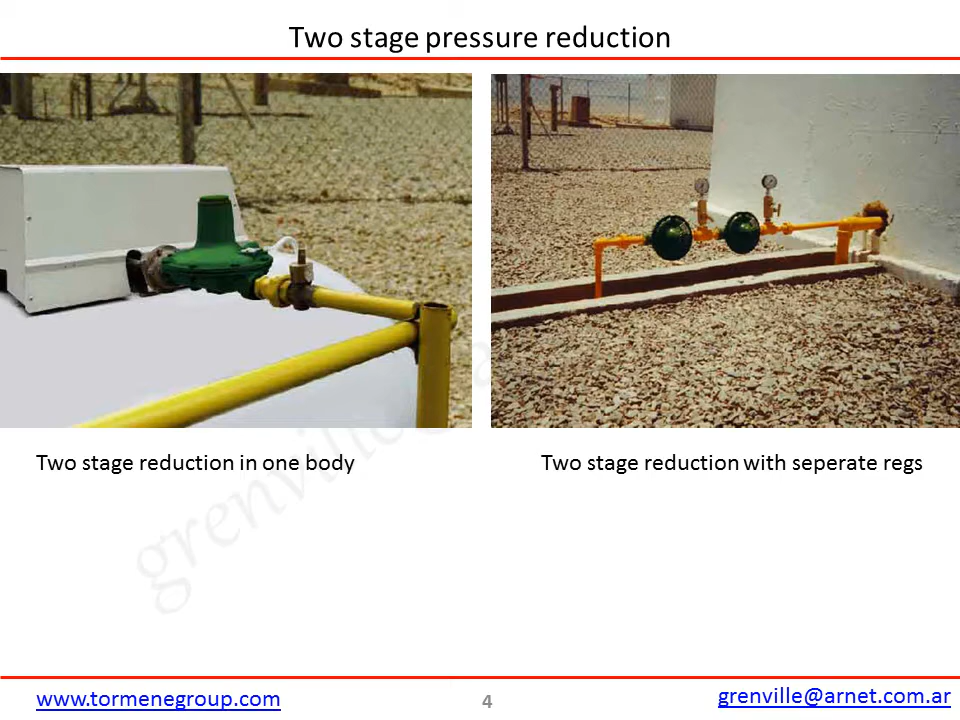 Two stage pressure reduction
Two stage reduction in one body
Two stage reduction with seperate regs
grenville
www.tormenegroup.com
4
grenville@arnet.com.ar